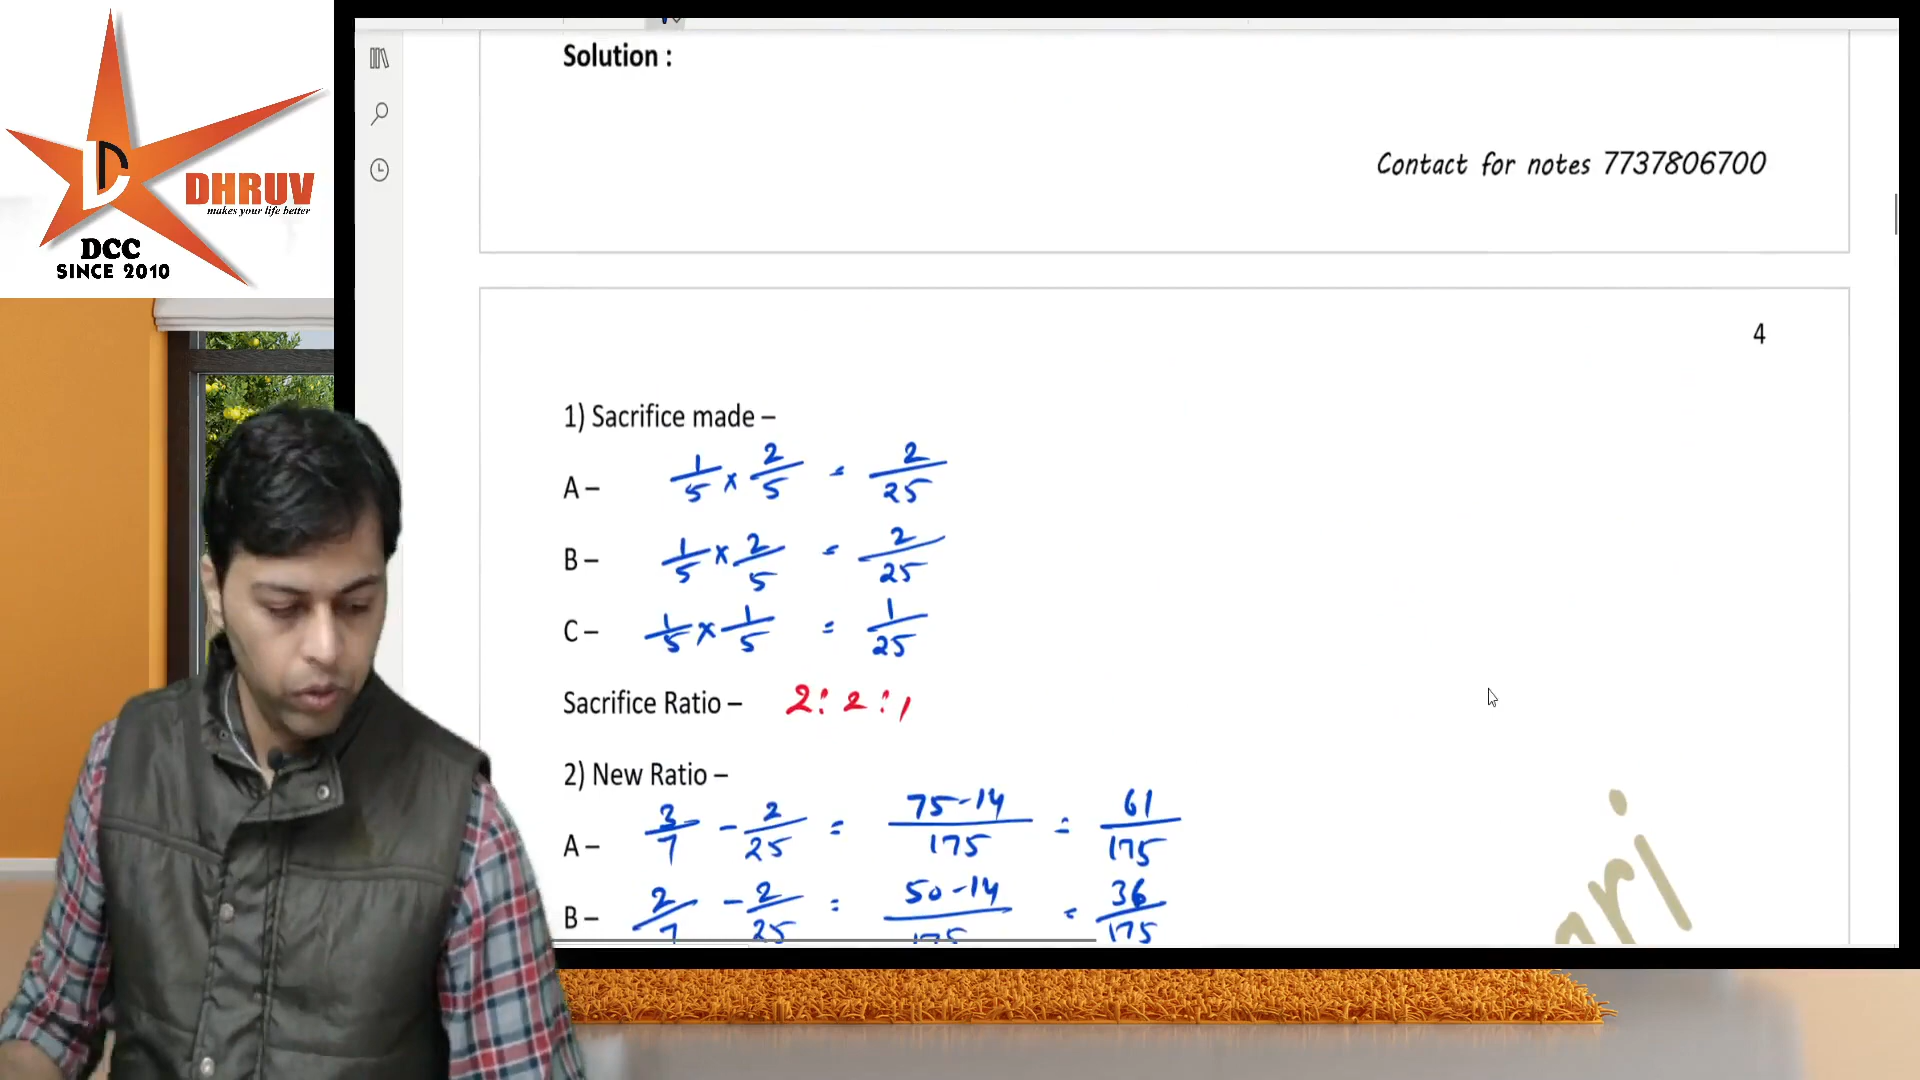 DHRUV
makes your life better
DCC
SINCE 2010
Solution :
Contact for notes 7737806700
4
1) Sacrifice made –
A – 1/5 × 2/5 = 2/25
B – 1/5 × 2/5 = 2/25
C – 1/5 × 1/5 = 1/25
Sacrifice Ratio – 2 : 2 : 1
2) New Ratio –
A – 3/7 - 2/25 = 75-14/175 = 61/175
B – 2/7 - 2/25 = 50-14/175 = 36/175
ri